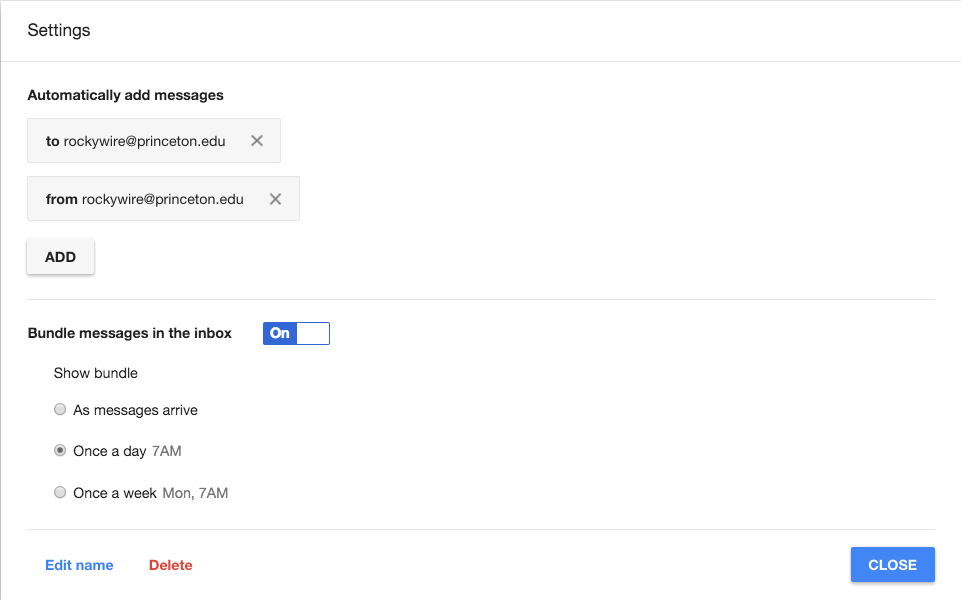 Settings
Automatically add messages
to rockywire@princeton.edu
from rockywire@princeton.edu
ADD
Bundle messages in the inbox On
Show bundle
As messages arrive
Once a day 7AM
Once a week Mon, 7AM
Edit name Delete CLOSE